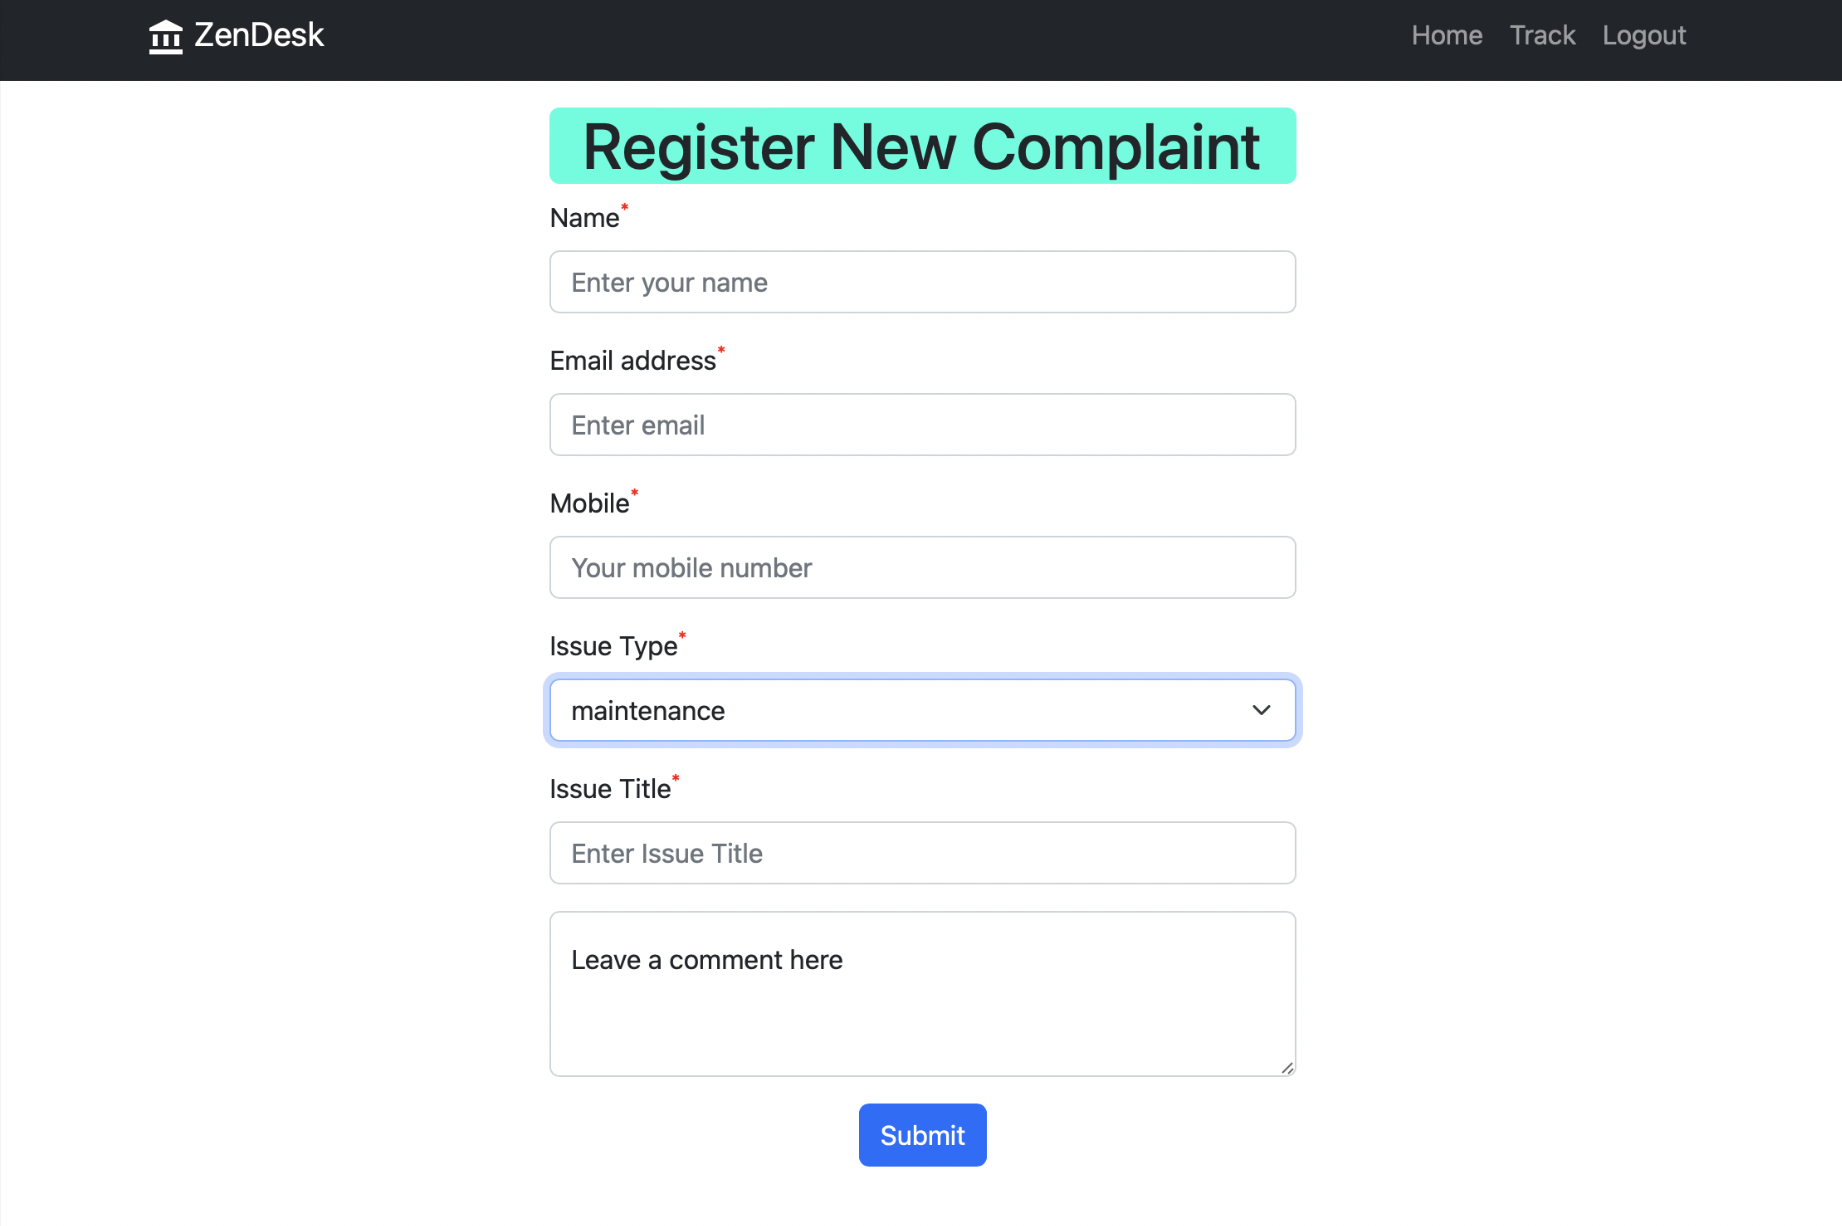 ZenDesk
Home Track Logout
Register New Complaint
Name*
Enter your name
Email address*
Enter email
Mobile*
Your mobile number
Issue Type*
maintenance
Issue Title*
Enter Issue Title
Leave a comment here
Submit